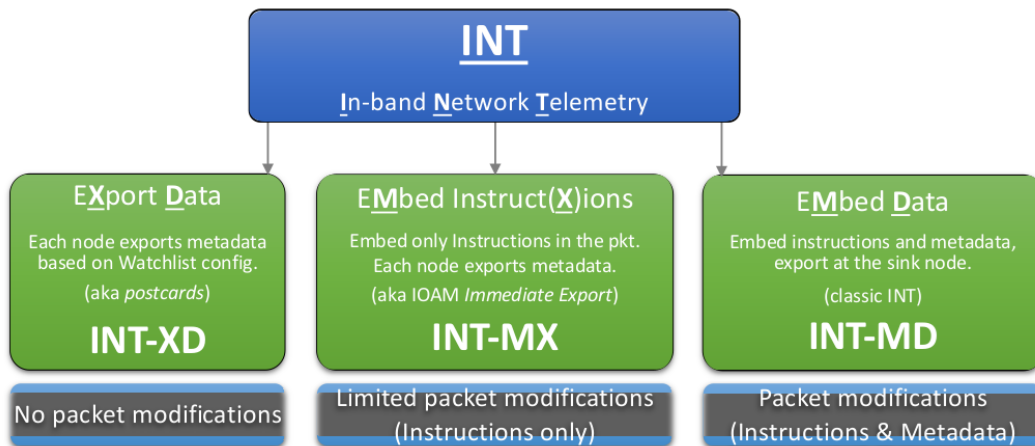 INT
In-band Network Telemetry
EXport Data
Each node exports metadata
based on Watchlist config.
(aka postcards)
INT-XD
EMbed Instruct(X)ions
Embed only Instructions in the pkt.
Each node exports metadata.
(aka IOAM Immediate Export)
INT-MX
EMbed Data
Embed instructions and metadata,
export at the sink node.
(classic INT)
INT-MD
No packet modifications
Limited packet modifications
(Instructions only)
Packet modifications
(Instructions & Metadata)